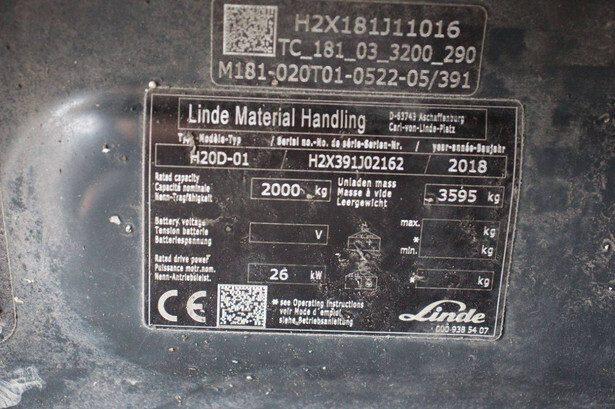 H2X181J11016
TC_181_03_3200_290
M181-020T01-0522-05/391
Linde Material Handling
D-63743 Aschaffenburg
Carl-von-Linde-Platz
Type-Modèle-Typ / Serial no.-No. de série-Serien-Nr. / year-année-Baujahr
H20D-01 H2X391J02162 2018
Rated capacity
Capacité nominale
Nenn-Tragfähigkeit
2000 kg
Unladen mass
Masse à vide
Leergewicht
3595 kg
Battery voltage
Tension batterie
Batteriespannung
V
max. kg
*
min. kg
Rated drive power
Puissance motr.nom.
Nenn-Antriebsleist.
26 kW
* kg
CE
* see Operating Instructions
voir Mode d'emploi
siehe Betriebsanleitung
Linde
000 938 54 07